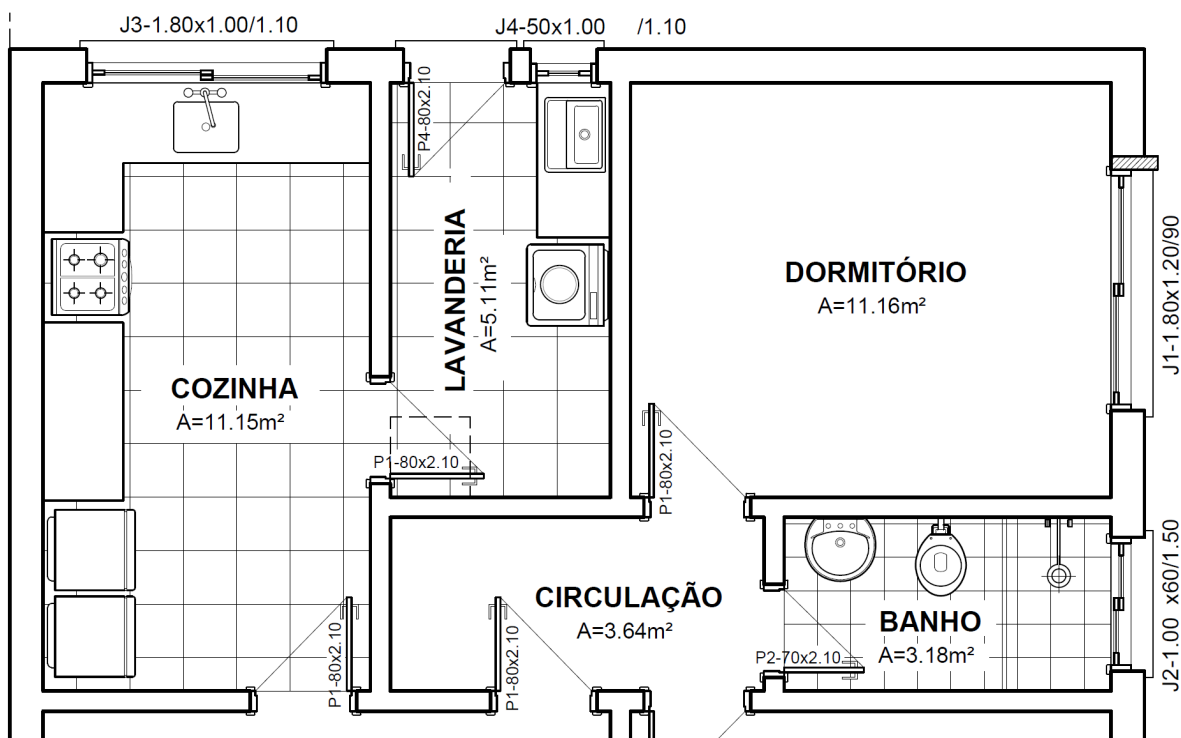 J3-1.80x1.00/1.10
J4-50x1.00 /1.10
P4-80x2.10
LAVANDERIA
A=5.11m²
DORMITÓRIO
A=11.16m²
J1-1.80x1.20/90
COZINHA
A=11.15m²
P1-80x2.10
P1-80x2.10
CIRCULAÇÃO
A=3.64m²
BANHO
A=3.18m²
P2-70x2.10
J2-1.00 x60/1.50
P1-80x2.10
P1-80x2.10